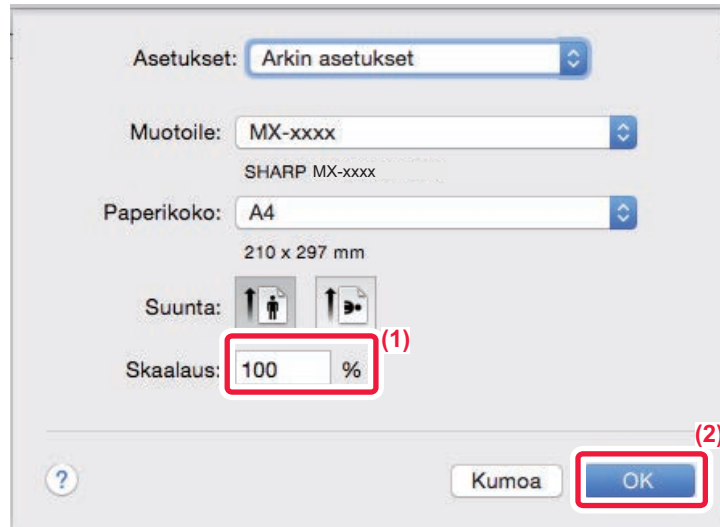 Asetukset: Arkin asetukset
Muotoile: MX-xxxx
SHARP MX-xxxx
Paperikoko: A4
210 x 297 mm
Suunta:
(1)
Skaalaus: 100 %
(2)
? Kumoa OK